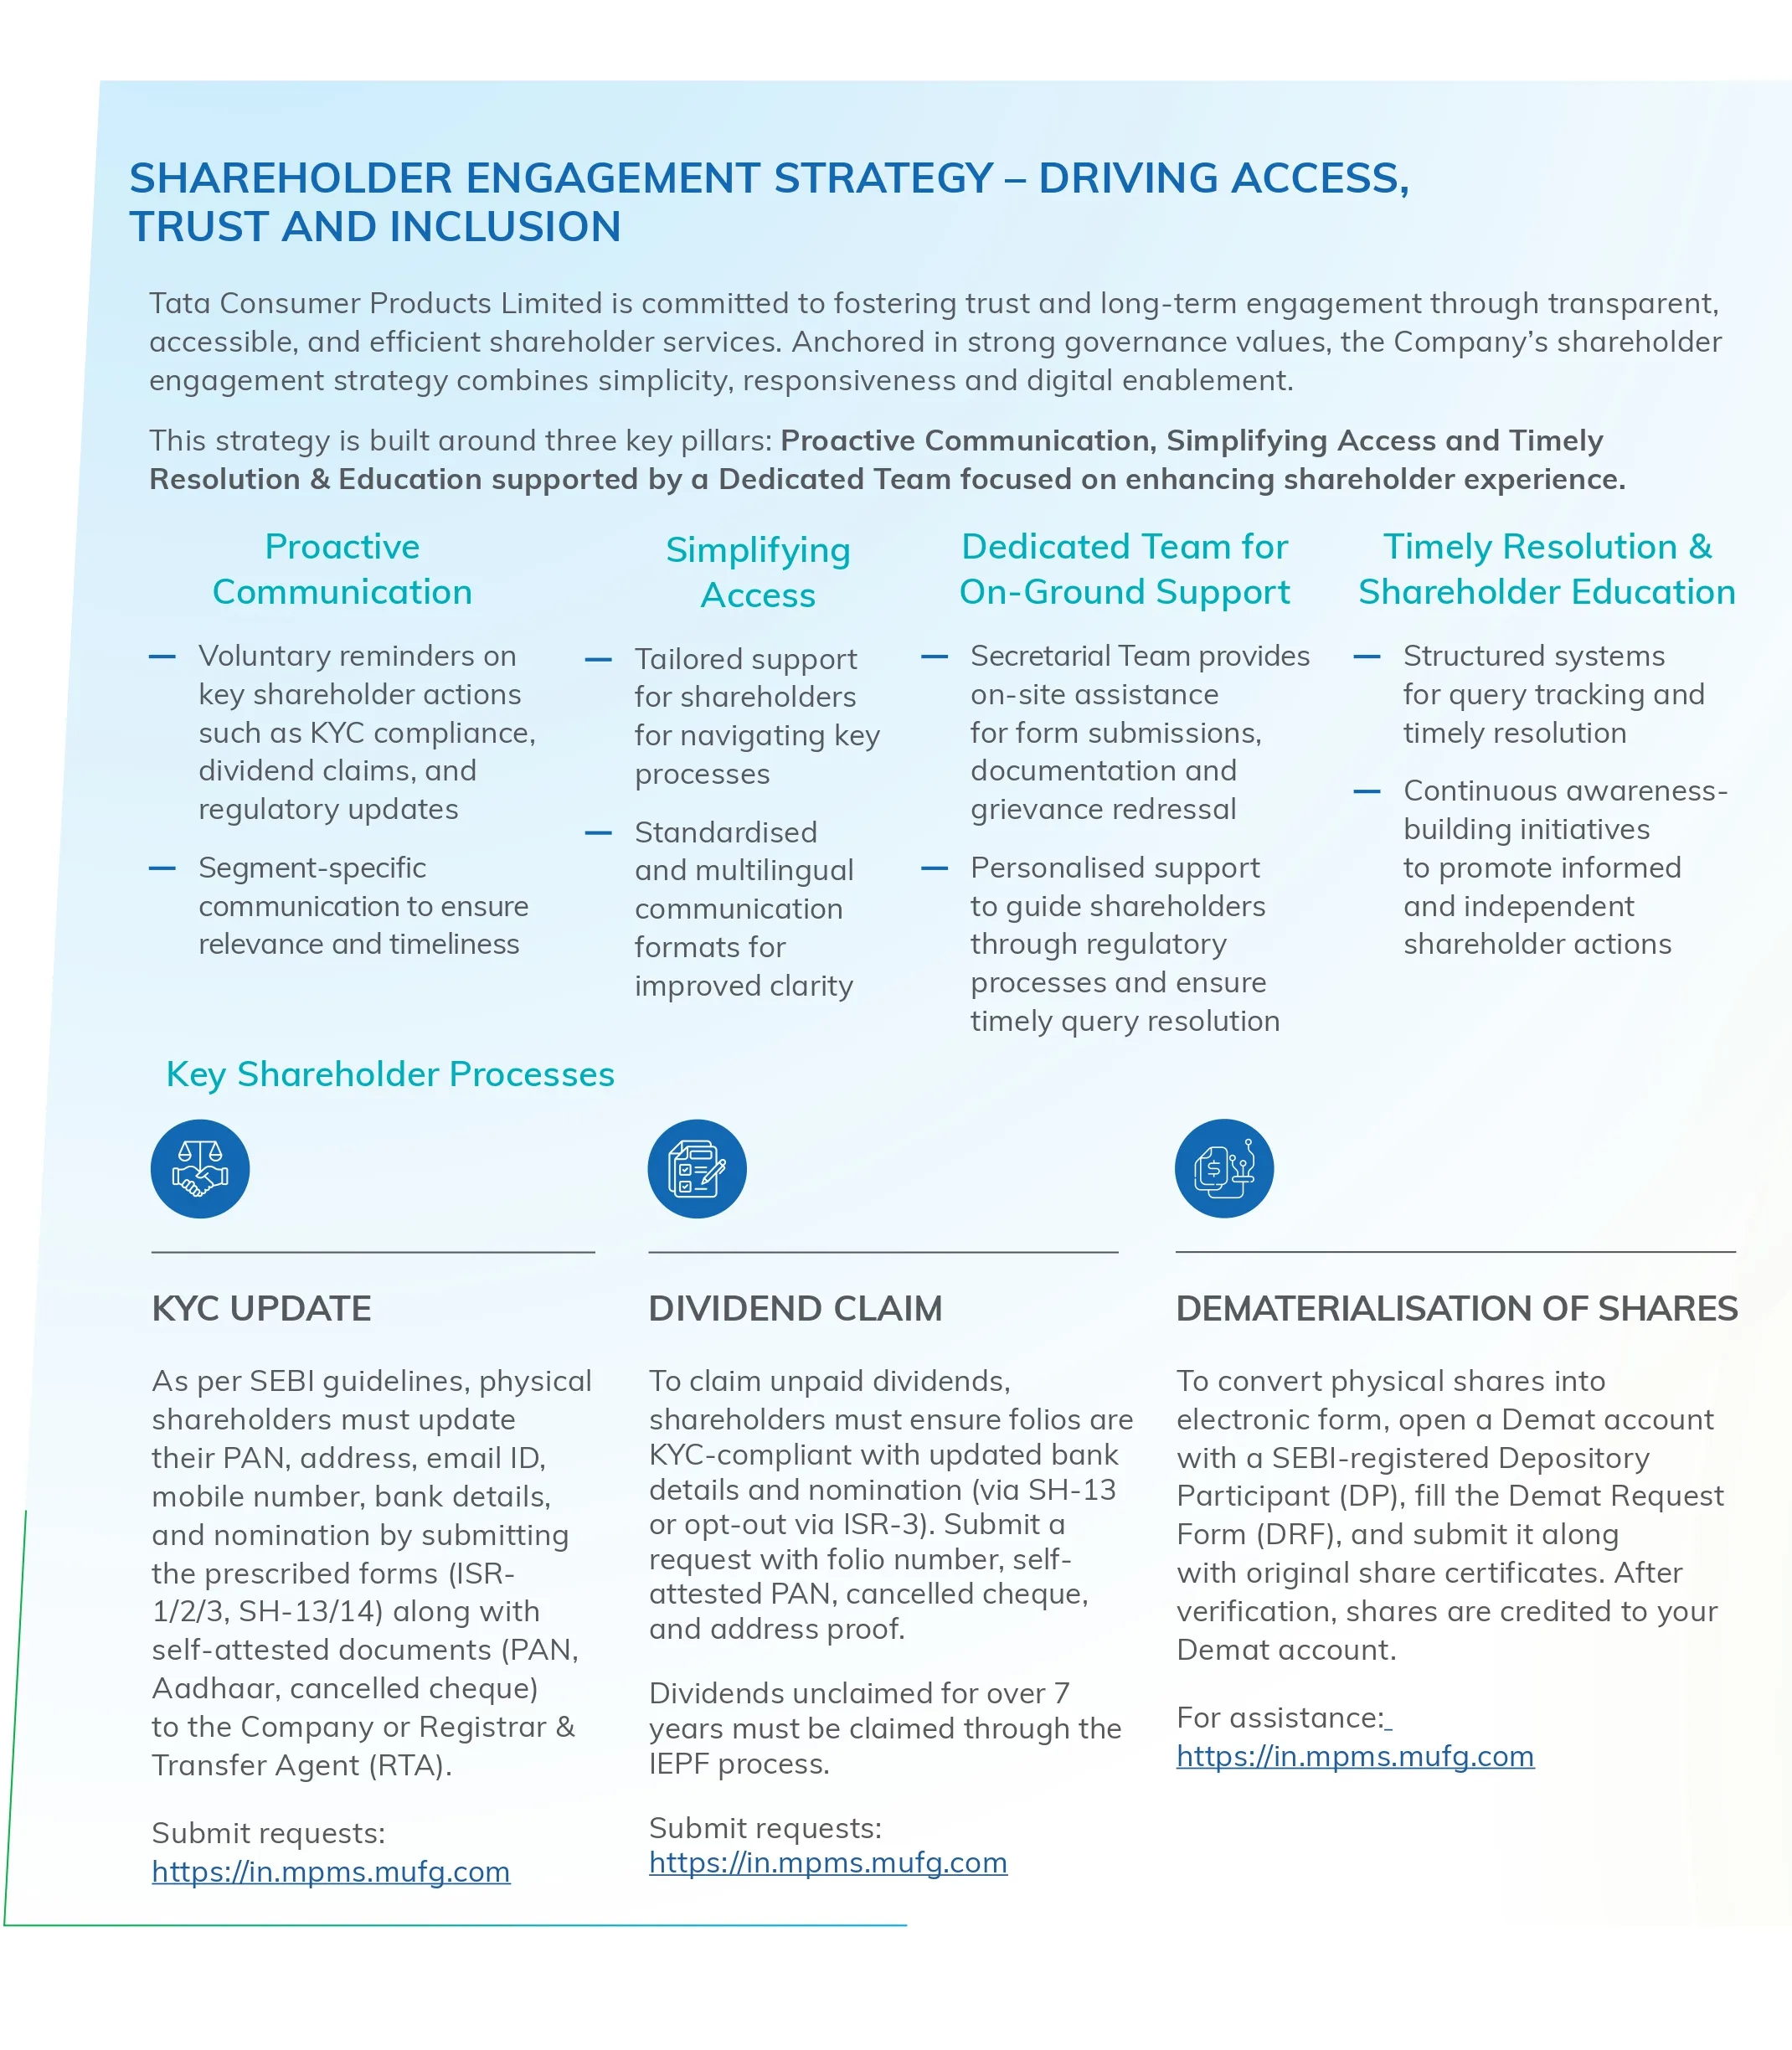 SHAREHOLDER ENGAGEMENT STRATEGY – DRIVING ACCESS,
TRUST AND INCLUSION
Tata Consumer Products Limited is committed to fostering trust and long-term engagement through transparent,
accessible, and efficient shareholder services. Anchored in strong governance values, the Company’s shareholder
engagement strategy combines simplicity, responsiveness and digital enablement.
This strategy is built around three key pillars: Proactive Communication, Simplifying Access and Timely
Resolution & Education supported by a Dedicated Team focused on enhancing shareholder experience.
Proactive
Communication
— Voluntary reminders on
key shareholder actions
such as KYC compliance,
dividend claims, and
regulatory updates
— Segment-specific
communication to ensure
relevance and timeliness
Simplifying
Access
— Tailored support
for shareholders
for navigating key
processes
— Standardised
and multilingual
communication
formats for
improved clarity
Dedicated Team for
On-Ground Support
— Secretarial Team provides
on-site assistance
for form submissions,
documentation and
grievance redressal
— Personalised support
to guide shareholders
through regulatory
processes and ensure
timely query resolution
Timely Resolution &
Shareholder Education
— Structured systems
for query tracking and
timely resolution
— Continuous awareness-
building initiatives
to promote informed
and independent
shareholder actions
Key Shareholder Processes
KYC UPDATE
As per SEBI guidelines, physical
shareholders must update
their PAN, address, email ID,
mobile number, bank details,
and nomination by submitting
the prescribed forms (ISR-
1/2/3, SH-13/14) along with
self-attested documents (PAN,
Aadhaar, cancelled cheque)
to the Company or Registrar &
Transfer Agent (RTA).
Submit requests:
https://in.mpms.mufg.com
DIVIDEND CLAIM
To claim unpaid dividends,
shareholders must ensure folios are
KYC-compliant with updated bank
details and nomination (via SH-13
or opt-out via ISR-3). Submit a
request with folio number, self-
attested PAN, cancelled cheque,
and address proof.
Dividends unclaimed for over 7
years must be claimed through the
IEPF process.
Submit requests:
https://in.mpms.mufg.com
DEMATERIALISATION OF SHARES
To convert physical shares into
electronic form, open a Demat account
with a SEBI-registered Depository
Participant (DP), fill the Demat Request
Form (DRF), and submit it along
with original share certificates. After
verification, shares are credited to your
Demat account.
For assistance:
https://in.mpms.mufg.com